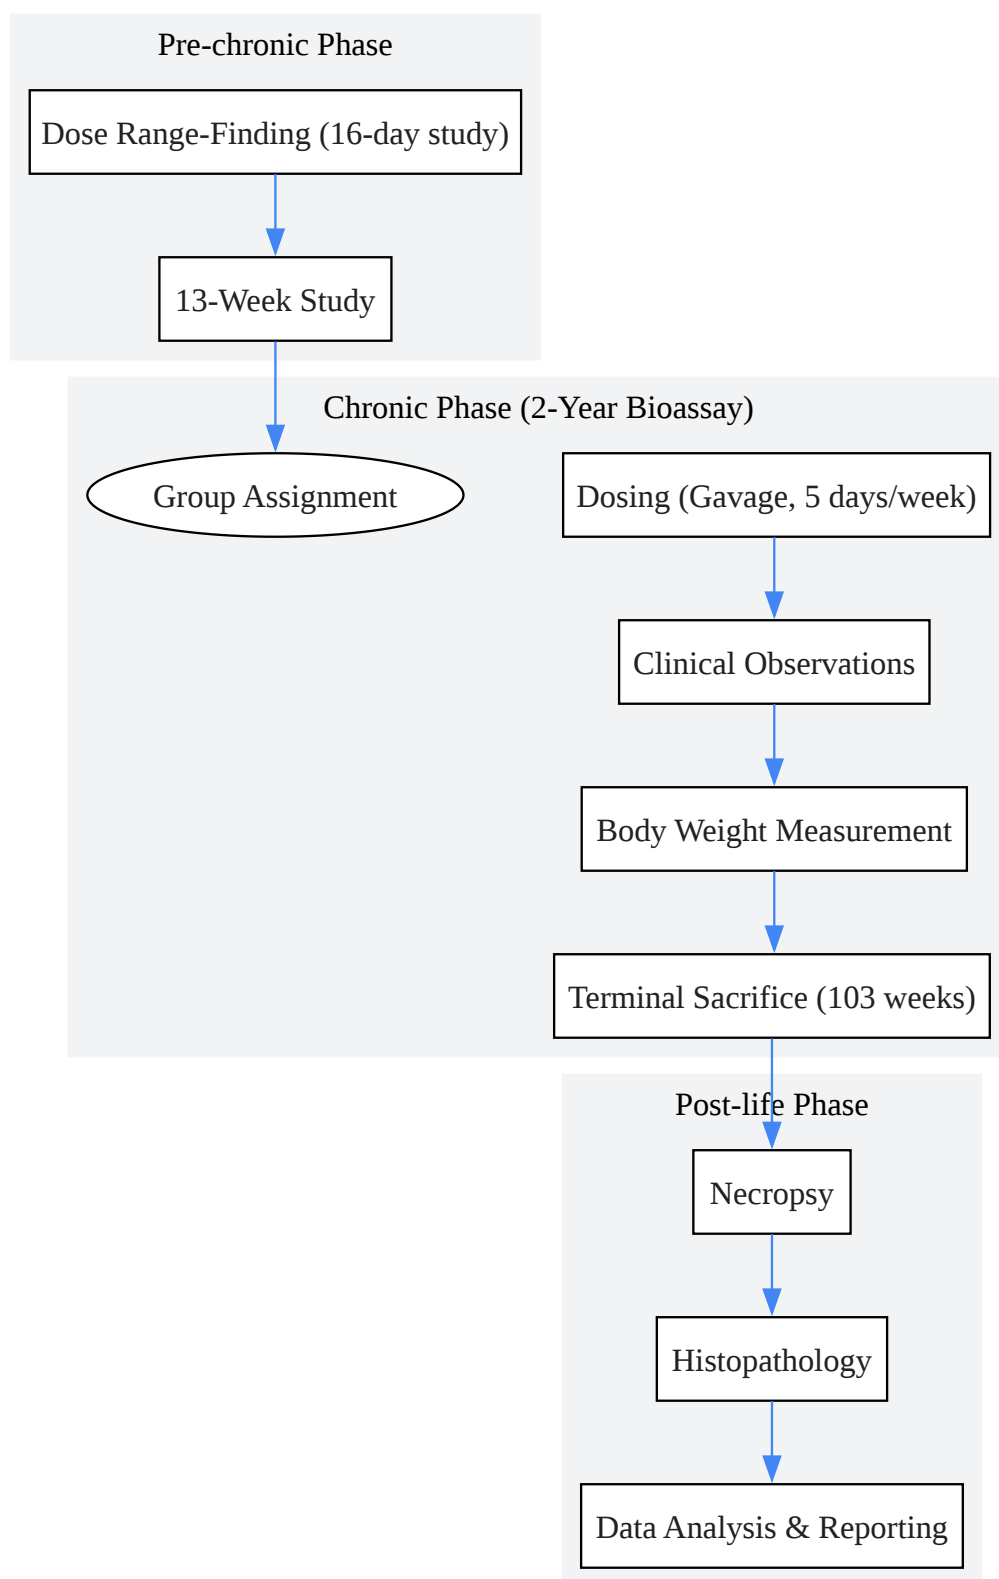 Pre-chronic Phase
Dose Range-Finding (16-day study)
13-Week Study
Chronic Phase (2-Year Bioassay)
Group Assignment
Dosing (Gavage, 5 days/week)
Clinical Observations
Body Weight Measurement
Terminal Sacrifice (103 weeks)
Post-life Phase
Necropsy
Histopathology
Data Analysis & Reporting